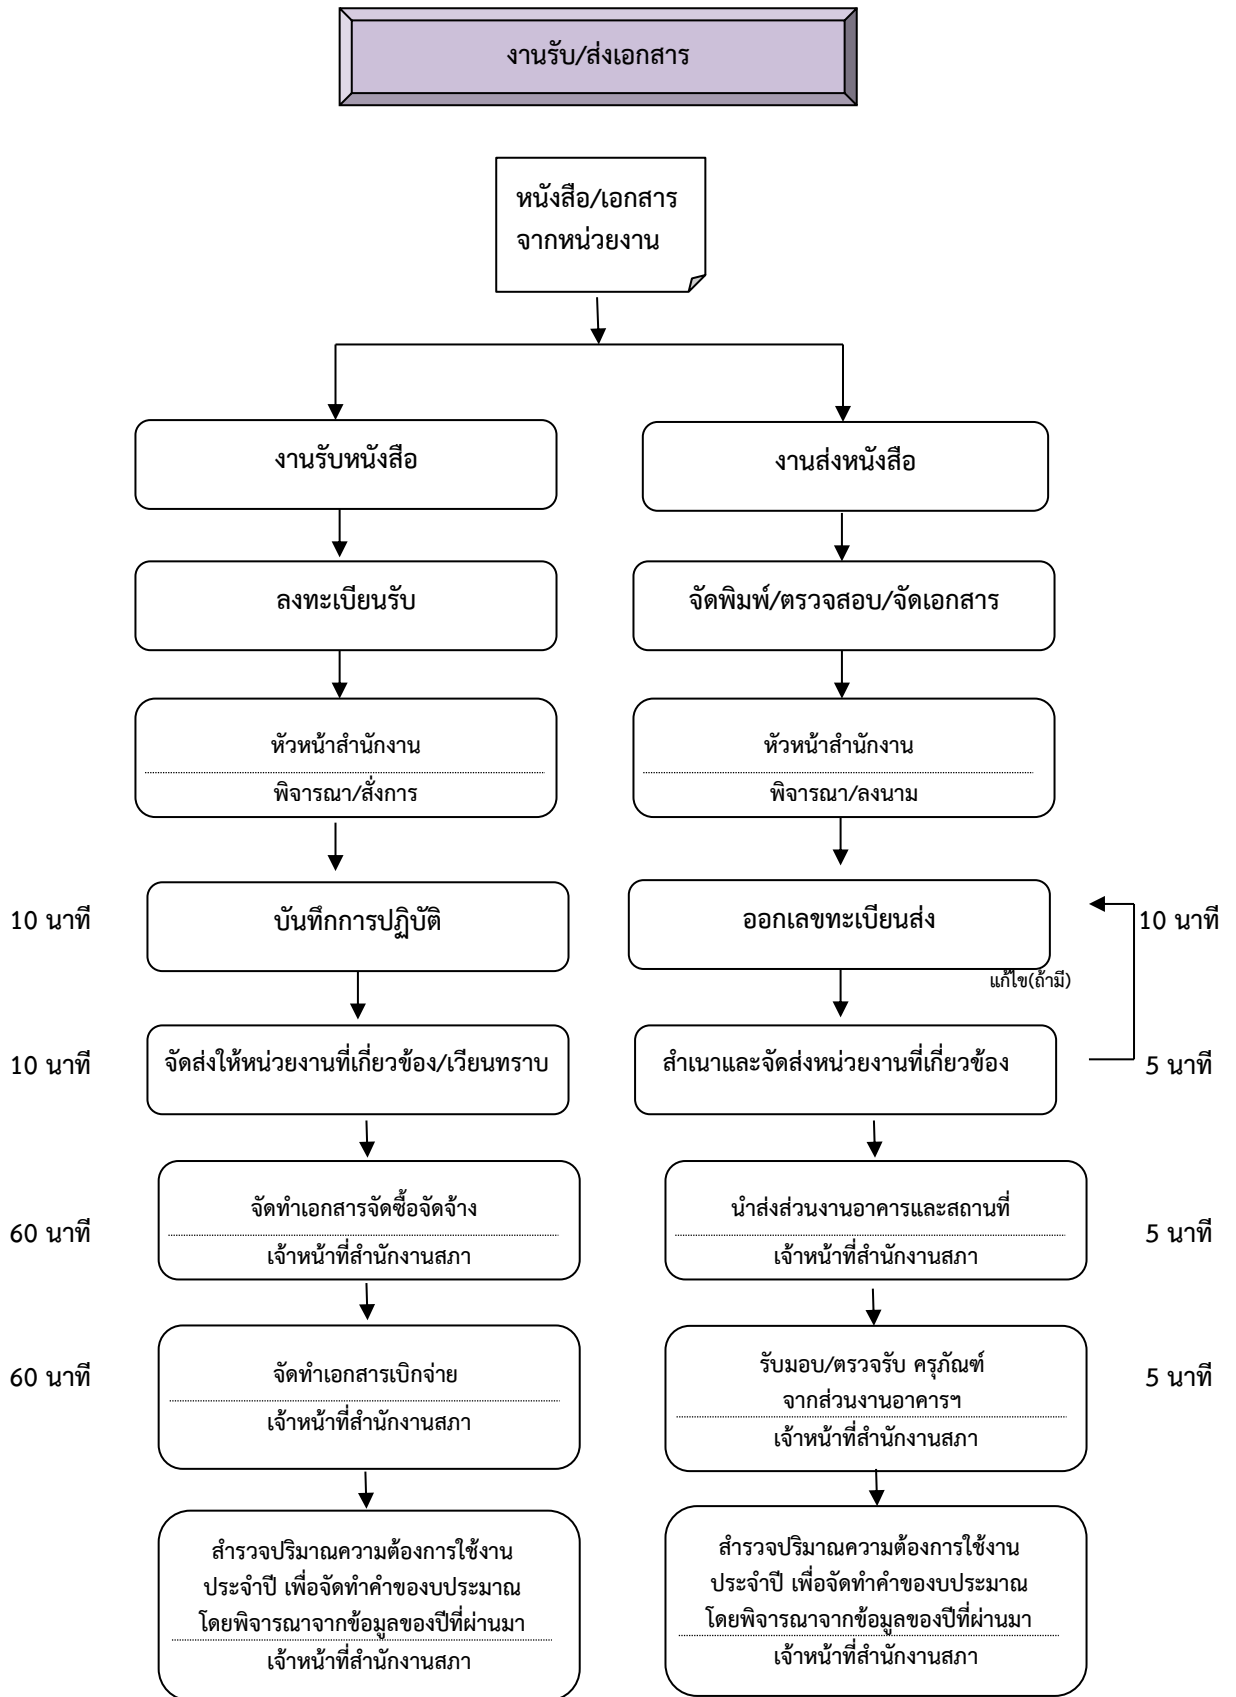 งานรับ/ส่งเอกสาร
หนังสือ/เอกสาร
จากหน่วยงาน
งานรับหนังสือ
งานส่งหนังสือ
ลงทะเบียนรับ
จัดพิมพ์/ตรวจสอบ/จัดเอกสาร
หัวหน้าสำนักงาน
พิจารณา/สั่งการ
หัวหน้าสำนักงาน
พิจารณา/ลงนาม
10 นาที
บันทึกการปฏิบัติ
ออกเลขทะเบียนส่ง
10 นาที
แก้ไข(ถ้ามี)
10 นาที
จัดส่งให้หน่วยงานที่เกี่ยวข้อง/เวียนทราบ
สำเนาและจัดส่งหน่วยงานที่เกี่ยวข้อง
5 นาที
60 นาที
จัดทำเอกสารจัดซื้อจัดจ้าง
เจ้าหน้าที่สำนักงานสภา
นำส่งส่วนงานอาคารและสถานที่
เจ้าหน้าที่สำนักงานสภา
5 นาที
60 นาที
จัดทำเอกสารเบิกจ่าย
เจ้าหน้าที่สำนักงานสภา
รับมอบ/ตรวจรับ ครุภัณฑ์
จากส่วนงานอาคารฯ
เจ้าหน้าที่สำนักงานสภา
5 นาที
สำรวจปริมาณความต้องการใช้งาน
ประจำปี เพื่อจัดทำคำของบประมาณ
โดยพิจารณาจากข้อมูลของปีที่ผ่านมา
เจ้าหน้าที่สำนักงานสภา
สำรวจปริมาณความต้องการใช้งาน
ประจำปี เพื่อจัดทำคำของบประมาณ
โดยพิจารณาจากข้อมูลของปีที่ผ่านมา
เจ้าหน้าที่สำนักงานสภา